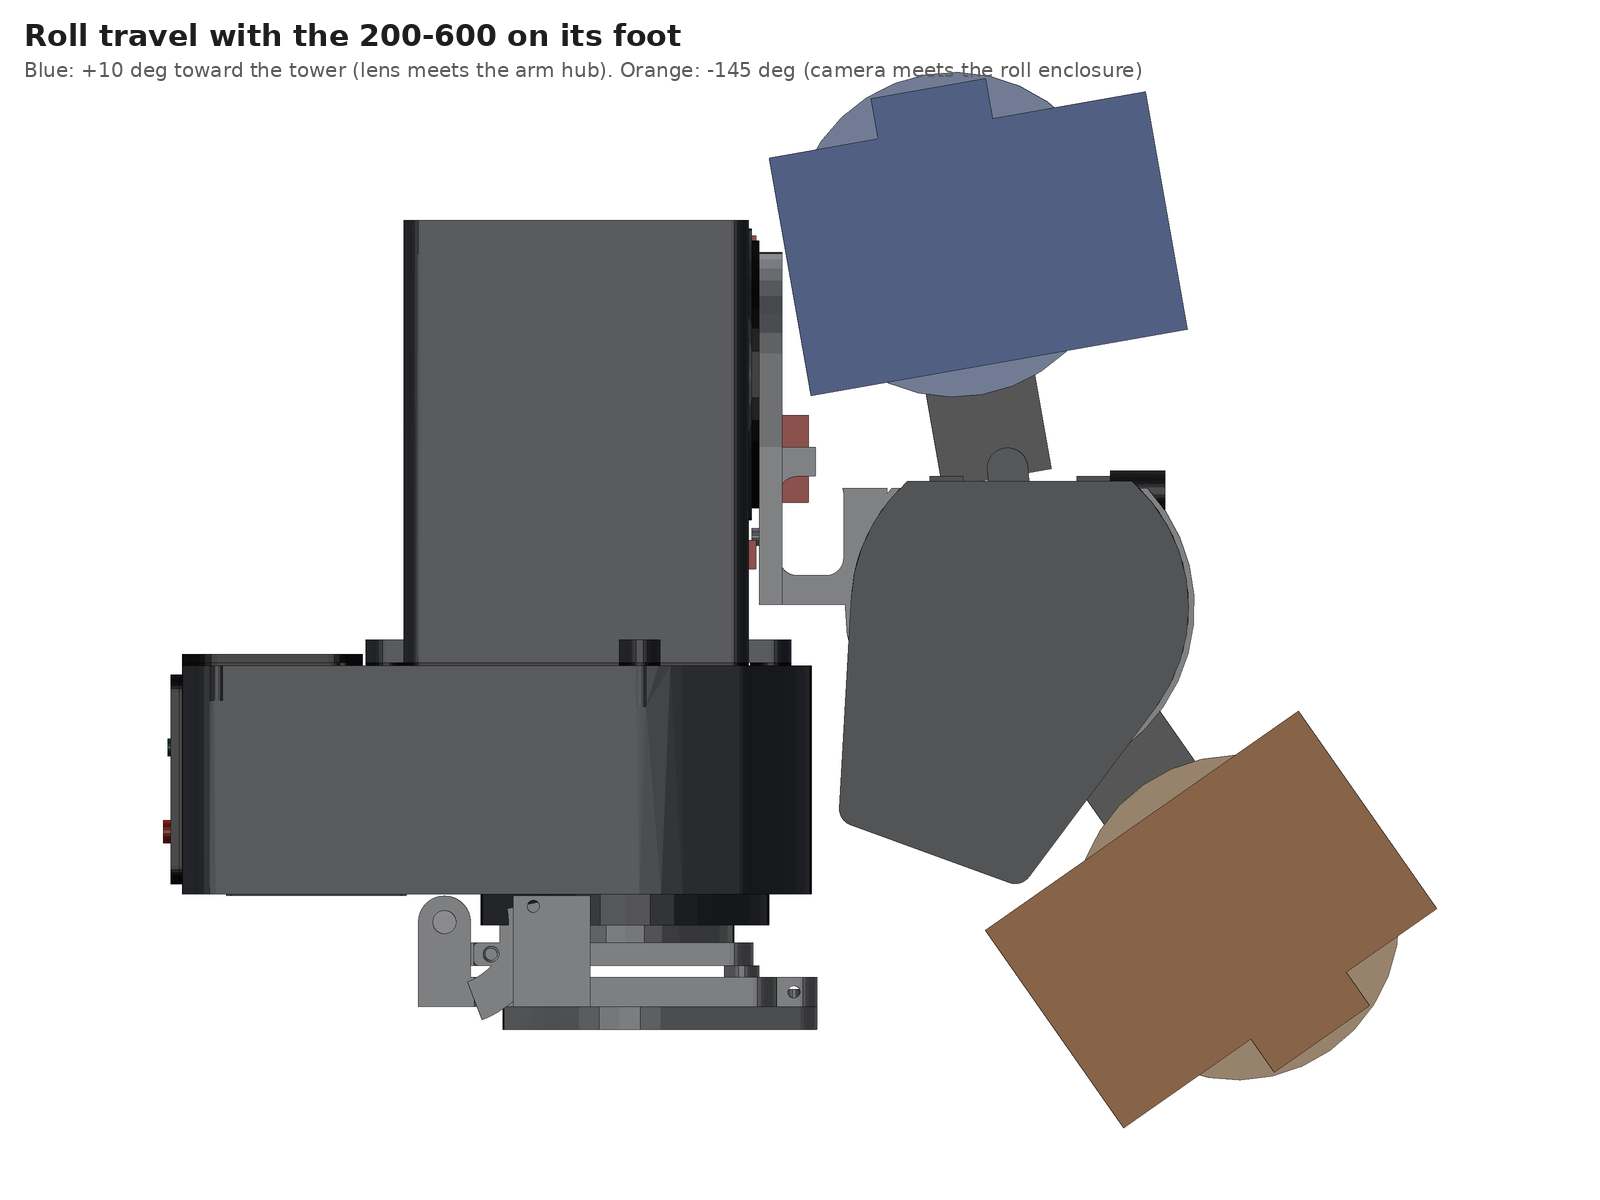 Roll travel with the 200-600 on its foot
Blue: +10 deg toward the tower (lens meets the arm hub). Orange: -145 deg (camera meets the roll enclosure)